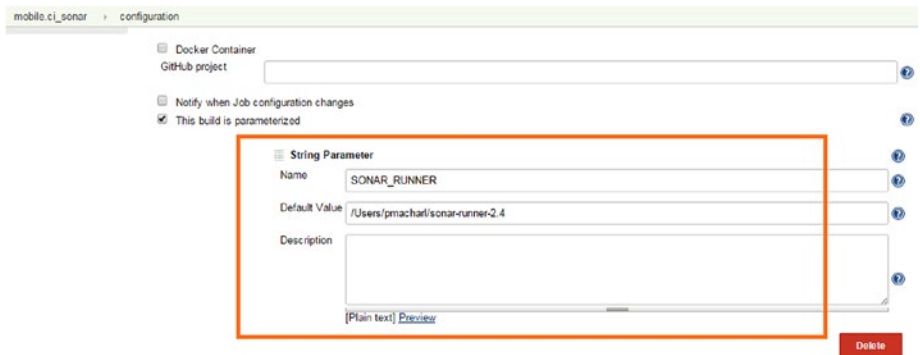 mobile.ci_sonar › configuration
Docker Container
GitHub project
Notify when Job configuration changes
This build is parameterized
String Parameter
Name SONAR_RUNNER
Default Value /Users/pmacharl/sonar-runner-2.4
Description
[Plain text] Preview
Delete